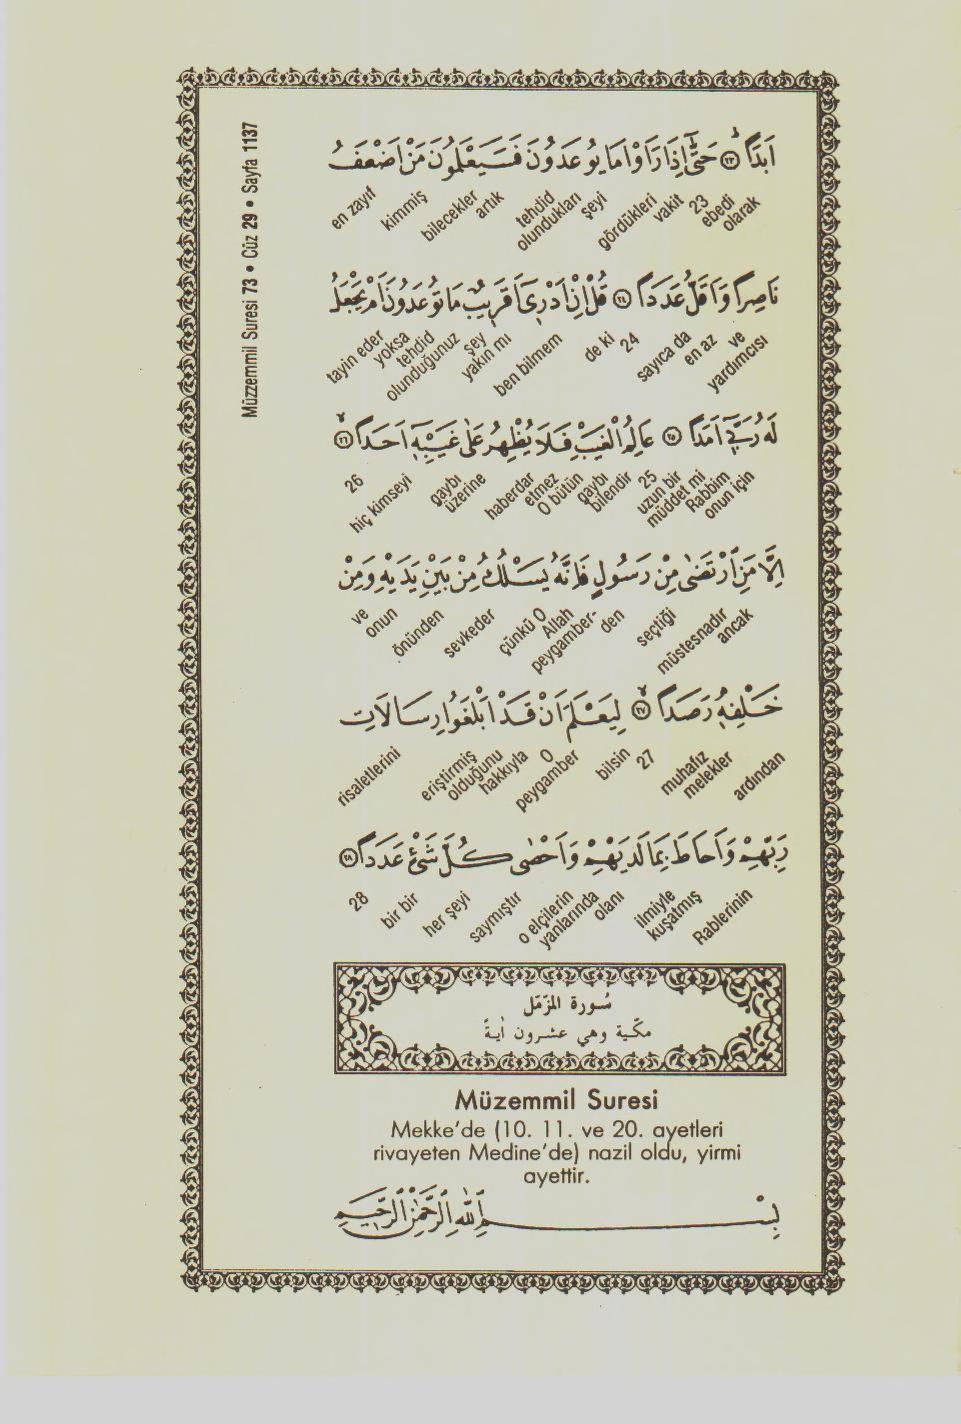 Müzzemmil Suresi 73 • Cüz 29 • Sayfa 1137
اَبَدًا ﴿٢٣﴾ حَتّٰٓى اِذَا رَاَوْا مَا يُوعَدُونَ فَسَيَعْلَمُونَ مَنْ اَضْعَفُ
ebedi olarak 23 vakit gördükleri şeyi tehdid olundukları artık bilecekler kimmiş en zayıf
نَاصِرًا وَاَقَلُّ عَدَدًا ﴿٢٤﴾ قُلْ اِنْ اَدْرِٓى اَقَرِيبٌ مَا تُوعَدُونَ اَمْ يَجْعَلُ
yardımcısı ve en az sayıca da 24 de ki ben bilmem yakın mı şey tehdid olunduğunuz yoksa tayin eder
لَهُ رَبِّٓى اَمَدًا ﴿٢٥﴾ عَالِمُ الْغَيْبِ فَلَا يُظْهِرُ عَلٰى غَيْبِهٖٓ اَحَدًا ﴿٢٦﴾
onun için Rabbim uzun bir müddet mi 25 gaybı bilendir O bütün haberdar etmez gaybı üzerine hiç kimseyi 26
اِلَّا مَنِ ارْتَضٰى مِنْ رَسُولٍ فَاِنَّهُ يَسْلُكُ مِنْ بَيْنِ يَدَيْهِ وَمِنْ
ancak müstesnadır seçtiği peygamber-den Allah çünkü O sevkeder önünden onun ve
خَلْفِهٖ رَصَدًا ﴿٢٧﴾ لِيَعْلَمَ اَنْ قَدْ اَبْلَغُوا رِسَالَاتِ
ardından muhafız melekler 27 bilsin O peygamber hakkıyla eriştirmiş olduğunu risaletlerini
رَبِّهِمْ وَاَحَاطَ بِمَا لَدَيْهِمْ وَاَحْصٰى كُلَّ شَىْءٍ عَدَدًا ﴿٢٨﴾
Rablerinin ilmiyle kuşatmış olanı o elçilerin yanlarında saymıştır her şeyi bir bir 28
سُورة المزّمّل
مكّية وهي عشرون اٰيةً
Müzemmil Suresi
Mekke'de (10. 11. ve 20. ayetleri
rivayeten Medine'de) nazil oldu, yirmi
ayettir.
بِسْمِ اللهِ الرَّحْمٰنِ الرَّحِيمِ